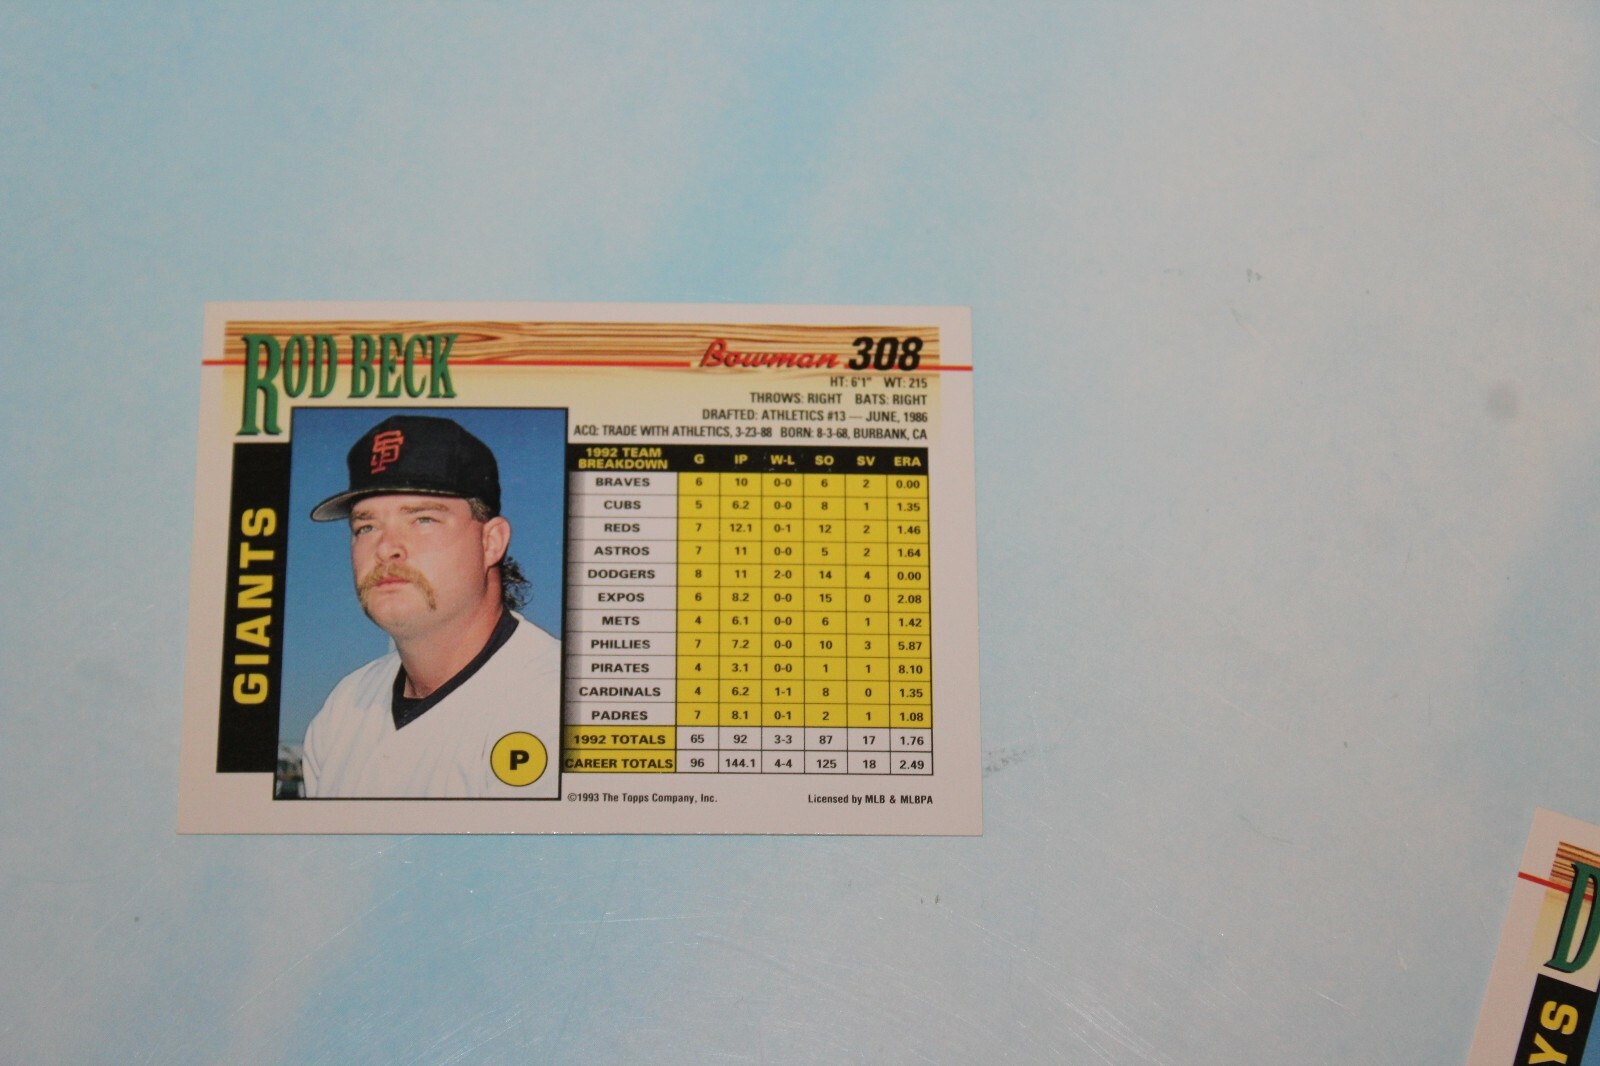 ROD BECK
Bowman 308
HT: 6'1" WT: 215
THROWS: RIGHT BATS: RIGHT
DRAFTED: ATHLETICS #13 — JUNE, 1986
ACQ: TRADE WITH ATHLETICS, 3-23-88 BORN: 8-3-68, BURBANK, CA
GIANTS
SF
P
1992 TEAM BREAKDOWN G IP W-L SO SV ERA
BRAVES 6 10 0-0 6 2 0.00
CUBS 5 6.2 0-0 8 1 1.35
REDS 7 12.1 0-1 12 2 1.46
ASTROS 7 11 0-0 5 2 1.64
DODGERS 8 11 2-0 14 4 0.00
EXPOS 6 8.2 0-0 15 0 2.08
METS 4 6.1 0-0 6 1 1.42
PHILLIES 7 7.2 0-0 10 3 5.87
PIRATES 4 3.1 0-0 1 1 8.10
CARDINALS 4 6.2 1-1 8 0 1.35
PADRES 7 8.1 0-1 2 1 1.08
1992 TOTALS 65 92 3-3 87 17 1.76
CAREER TOTALS 96 144.1 4-4 125 18 2.49
©1993 The Topps Company, Inc. Licensed by MLB & MLBPA
D
YS